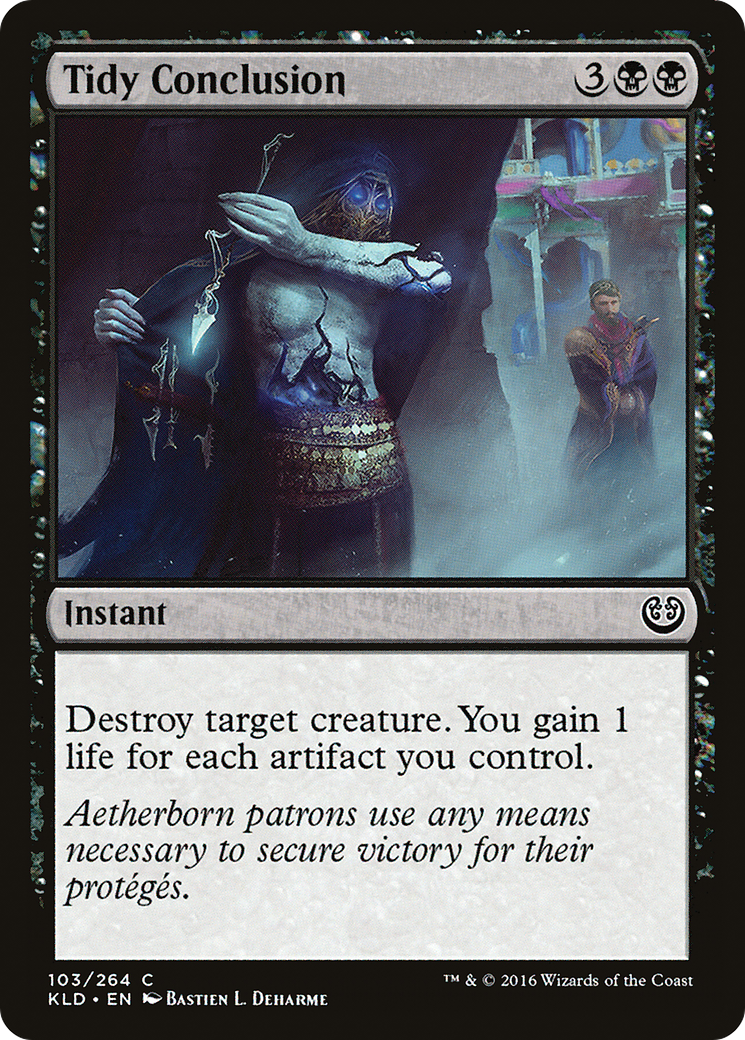 Tidy Conclusion 3
Instant
Destroy target creature. You gain 1
life for each artifact you control.
Aetherborn patrons use any means
necessary to secure victory for their
protégés.
103/264 C
KLD • EN Bastien L. Deharme
™ & © 2016 Wizards of the Coast